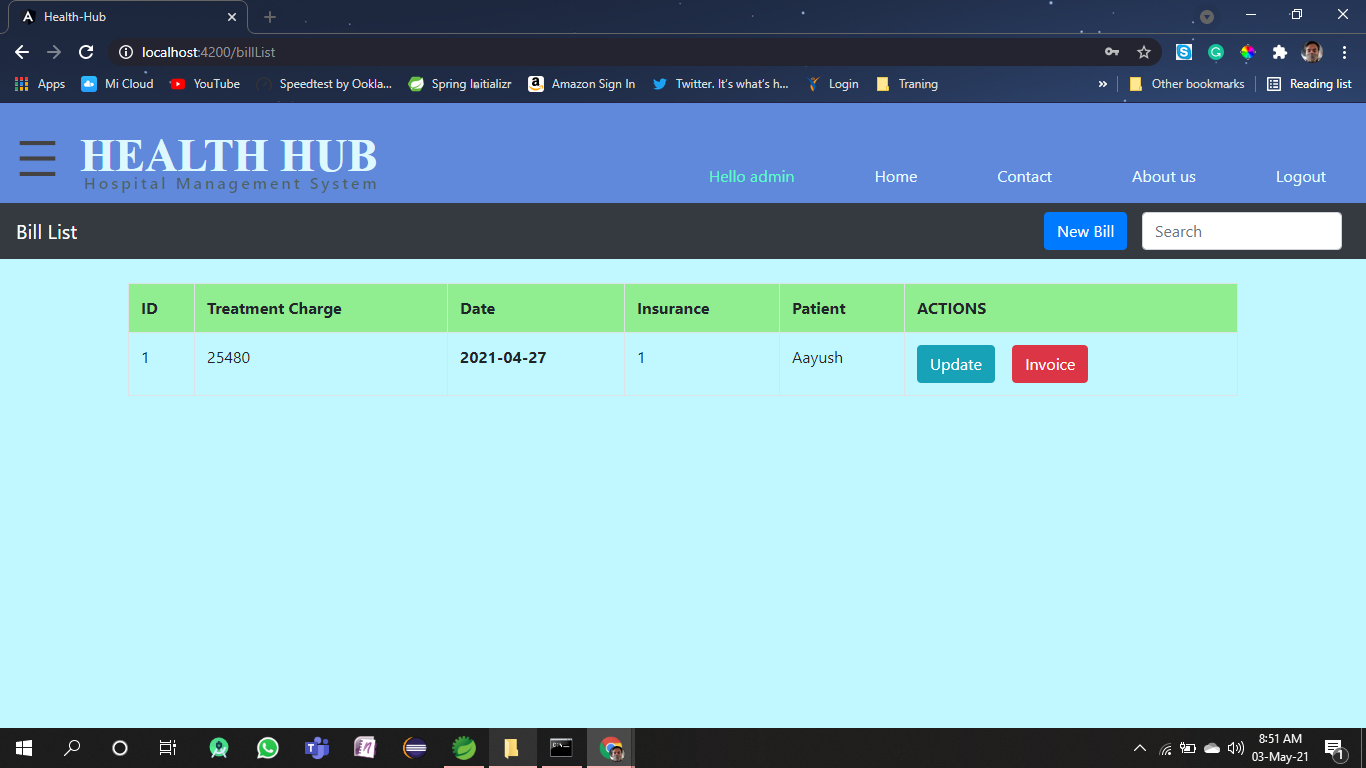 Health-Hub
localhost:4200/billList
Apps Mi Cloud YouTube Speedtest by Ookla... Spring Initializr Amazon Sign In Twitter. It's what's h... Login Traning » Other bookmarks Reading list
HEALTH HUB
Hospital Management System
Hello admin Home Contact About us Logout
Bill List New Bill Search
ID Treatment Charge Date Insurance Patient ACTIONS
1 25480 2021-04-27 1 Aayush Update Invoice
8:51 AM
03-May-21
1